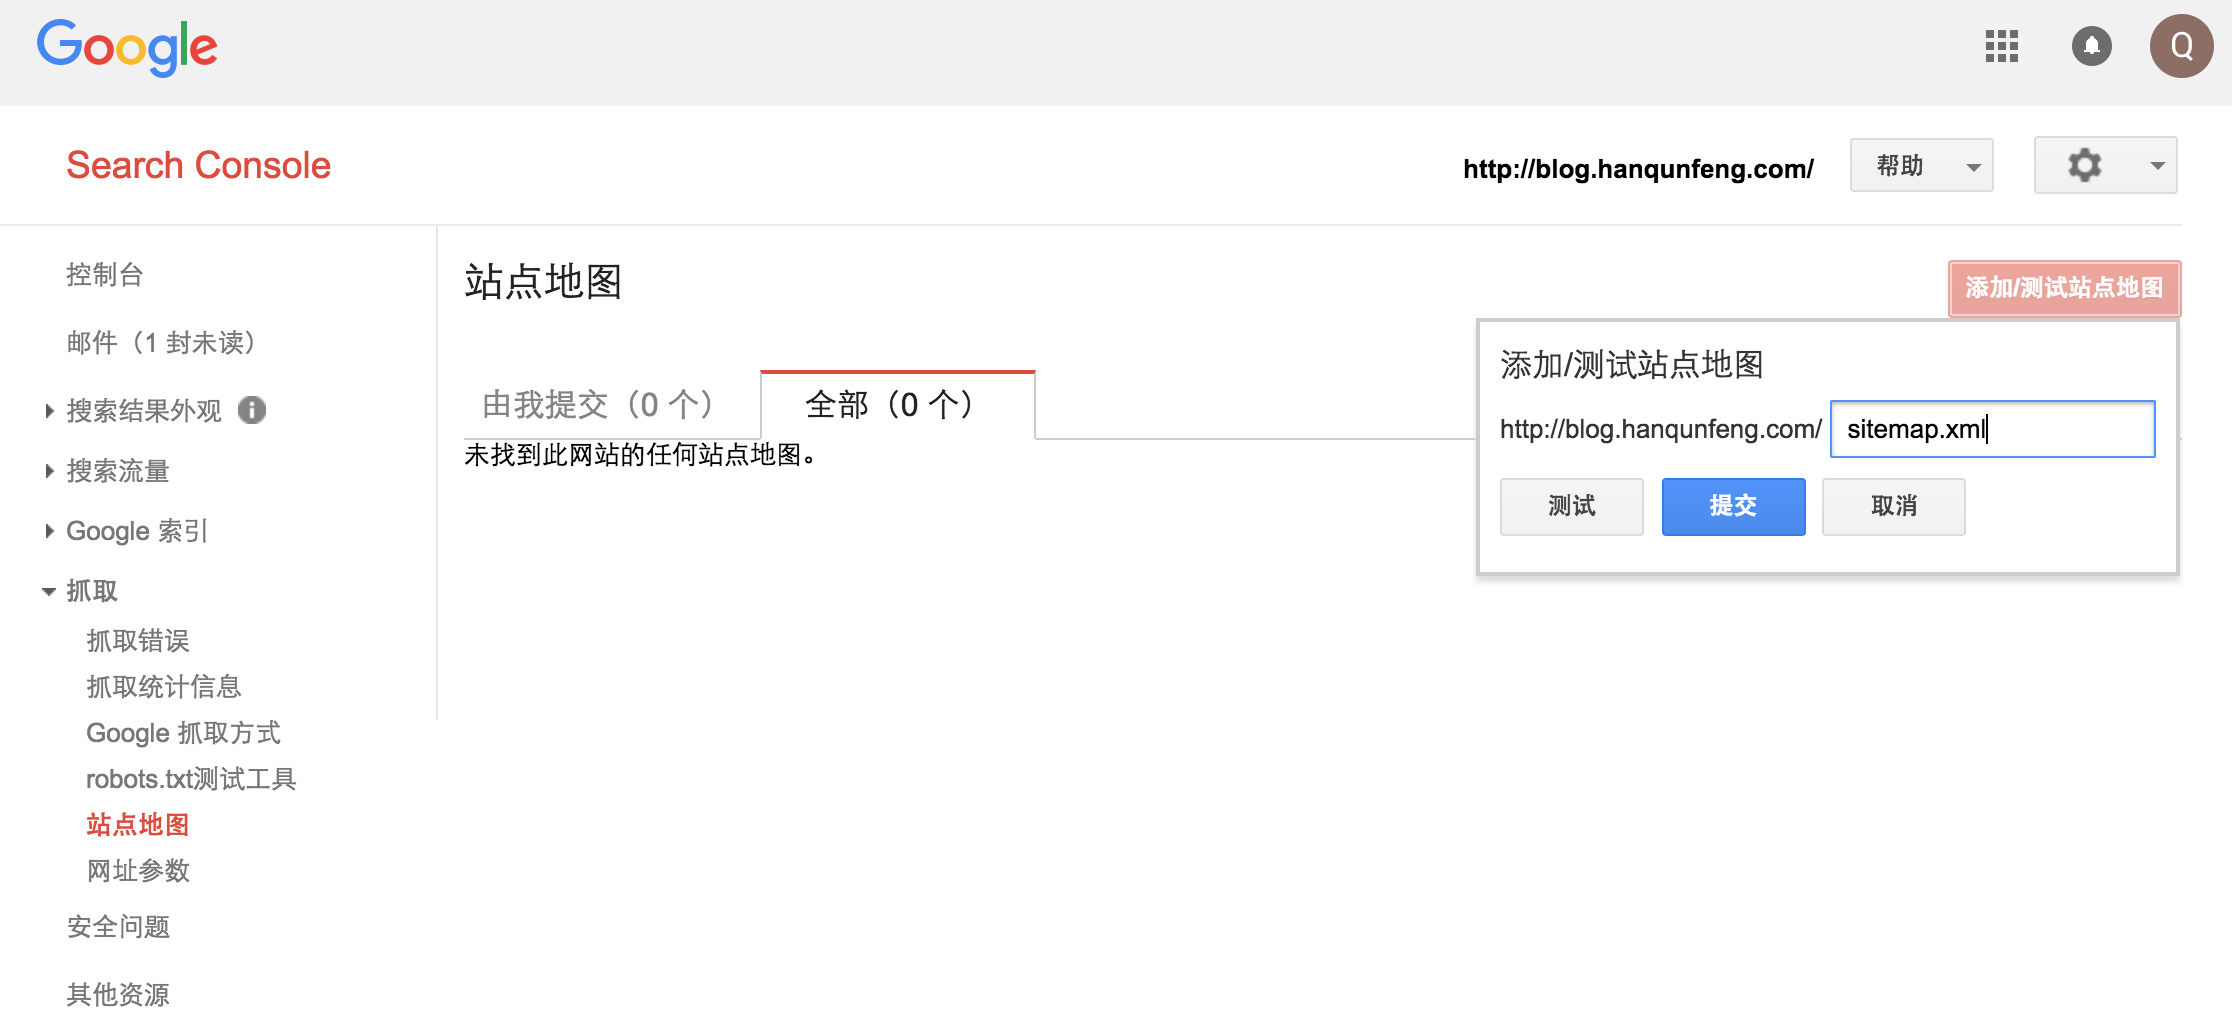 Google
Q
Search Console
http://blog.hanqunfeng.com/
帮助
控制台
邮件（1 封未读）
搜索结果外观
搜索流量
Google 索引
抓取
抓取错误
抓取统计信息
Google 抓取方式
robots.txt测试工具
站点地图
网址参数
安全问题
其他资源
站点地图
添加/测试站点地图
由我提交（0 个）
全部（0 个）
未找到此网站的任何站点地图。
添加/测试站点地图
http://blog.hanqunfeng.com/ sitemap.xml
测试 提交 取消